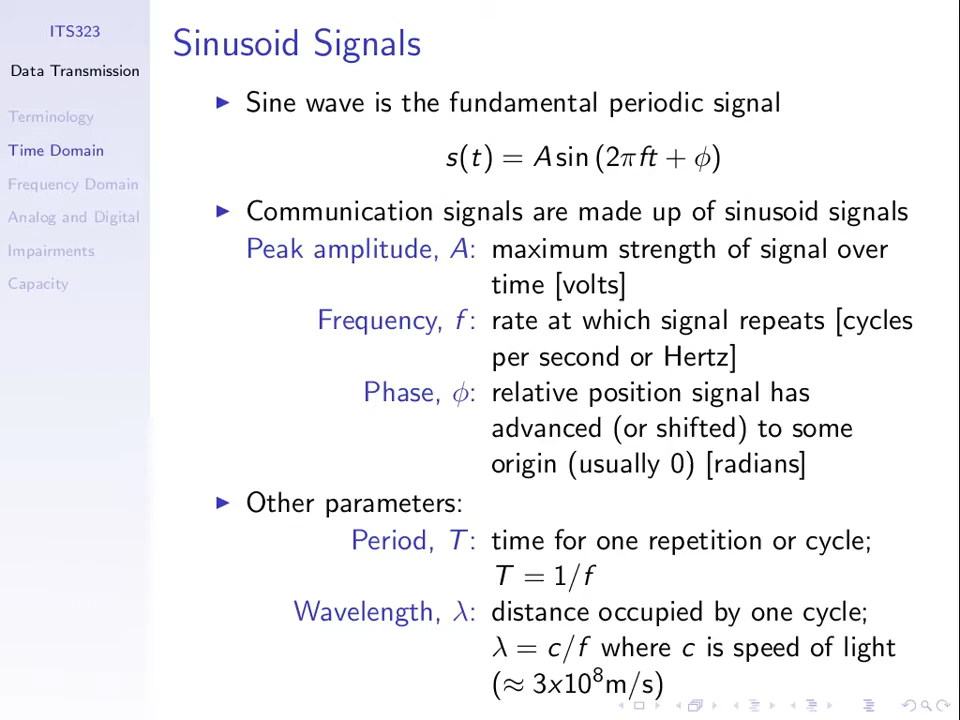 ITS323
Data Transmission
Terminology
Time Domain
Frequency Domain
Analog and Digital
Impairments
Capacity
Sinusoid Signals
▶ Sine wave is the fundamental periodic signal
s(t) = A sin (2πft + ϕ)
▶ Communication signals are made up of sinusoid signals
Peak amplitude, A: maximum strength of signal over
time [volts]
Frequency, f: rate at which signal repeats [cycles
per second or Hertz]
Phase, ϕ: relative position signal has
advanced (or shifted) to some
origin (usually 0) [radians]
▶ Other parameters:
Period, T: time for one repetition or cycle;
T = 1/f
Wavelength, λ: distance occupied by one cycle;
λ = c/f where c is speed of light
(≈ 3x10⁸m/s)